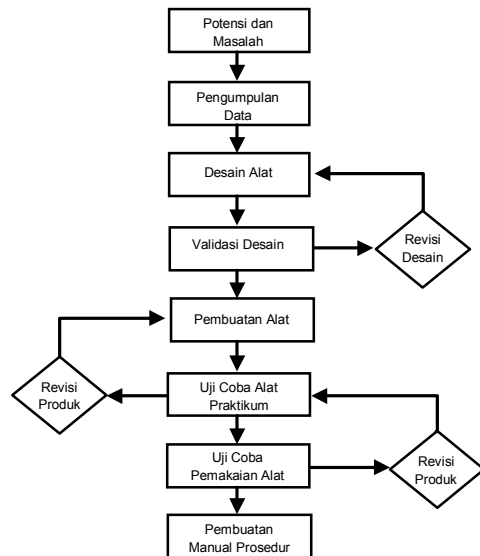 Potensi dan
Masalah
Pengumpulan
Data
Desain Alat
Validasi Desain
Revisi
Desain
Pembuatan Alat
Revisi
Produk
Uji Coba Alat
Praktikum
Uji Coba
Pemakaian Alat
Revisi
Produk
Pembuatan
Manual Prosedur